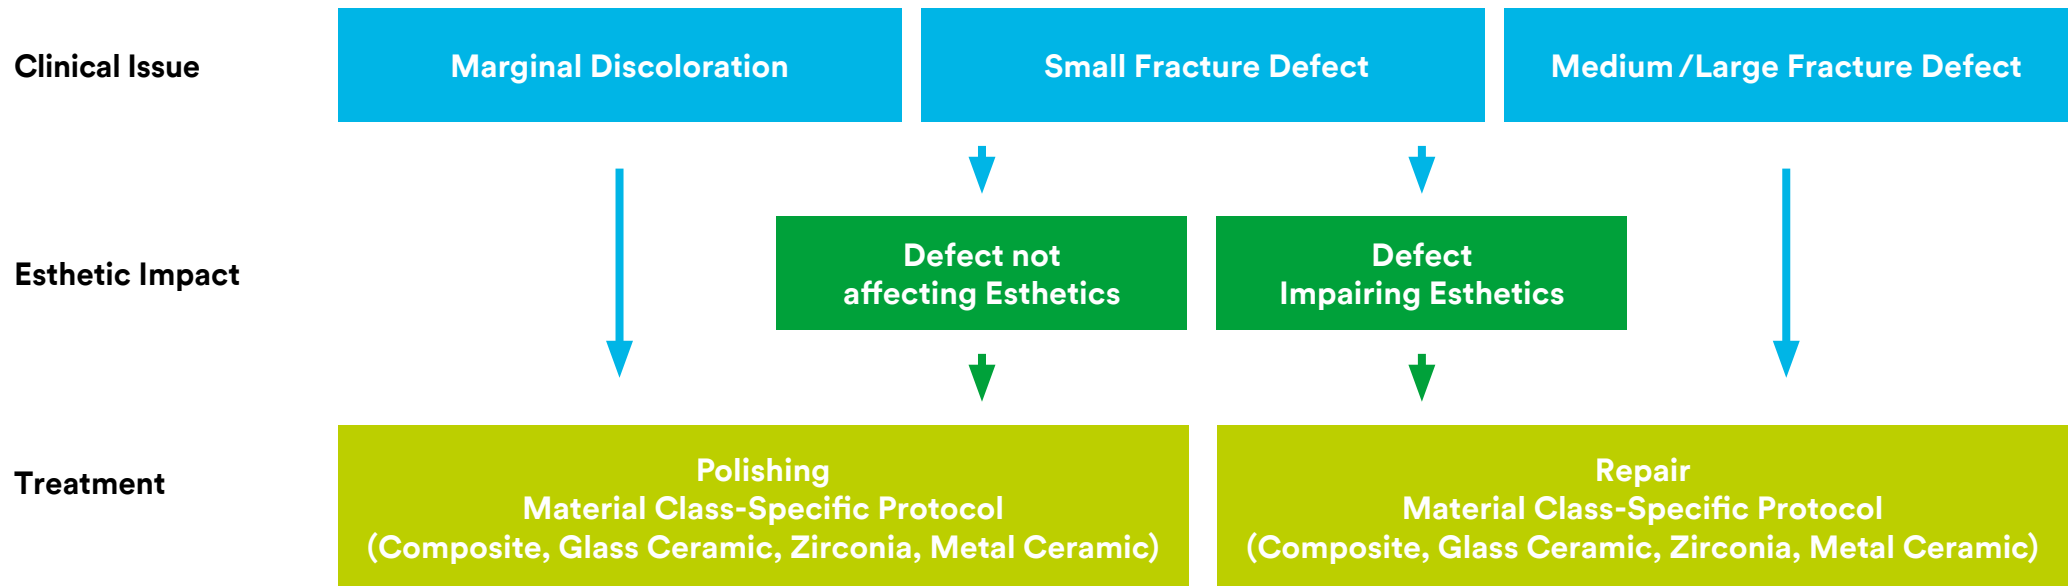 Clinical Issue
Marginal Discoloration
Small Fracture Defect
Medium/Large Fracture Defect
Esthetic Impact
Defect not
affecting Esthetics
Defect
Impairing Esthetics
Treatment
Polishing
Material Class-Specific Protocol
(Composite, Glass Ceramic, Zirconia, Metal Ceramic)
Repair
Material Class-Specific Protocol
(Composite, Glass Ceramic, Zirconia, Metal Ceramic)